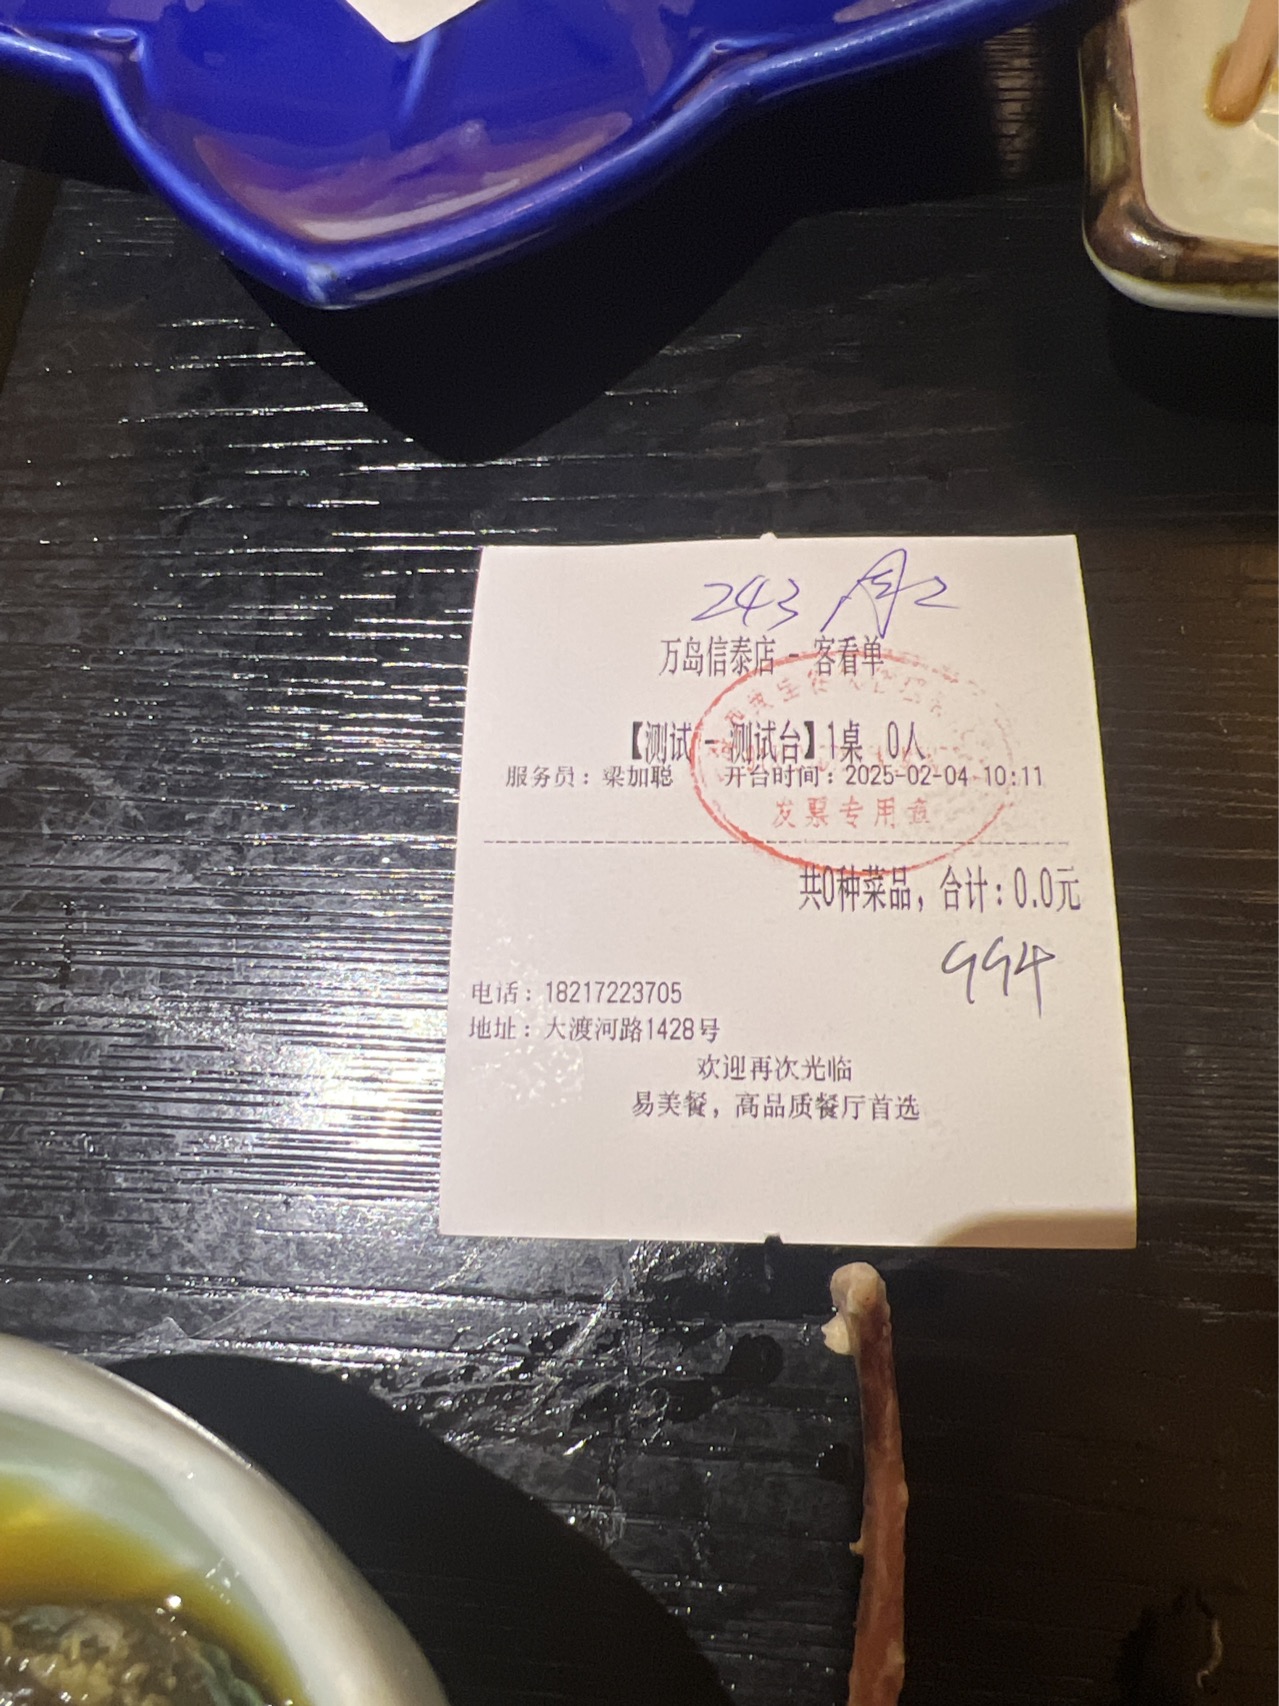 243 周2
万岛信泰店 - 客看单
【测试 - 测试台】1桌 0人
服务员：梁加聪 开台时间：2025-02-04 10:11
发票专用章
共0种菜品，合计：0.0元
994
电话：18217223705
地址：大渡河路1428号
欢迎再次光临
易美餐，高品质餐厅首选